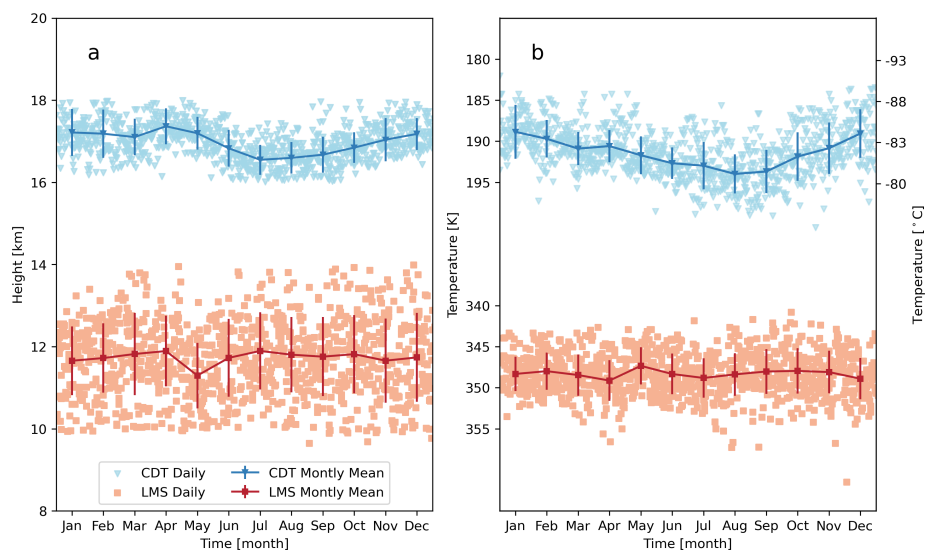 a
20
18
16
14
12
10
8
Height [km]
Jan Feb Mar Apr May Jun Jul Aug Sep Oct Nov Dec
Time [month]
CDT Daily
LMS Daily
CDT Montly Mean
LMS Montly Mean
b
180
185
190
195
340
345
350
355
Temperature [K]
-93
-88
-83
-80
Temperature [°C]
Jan Feb Mar Apr May Jun Jul Aug Sep Oct Nov Dec
Time [month]